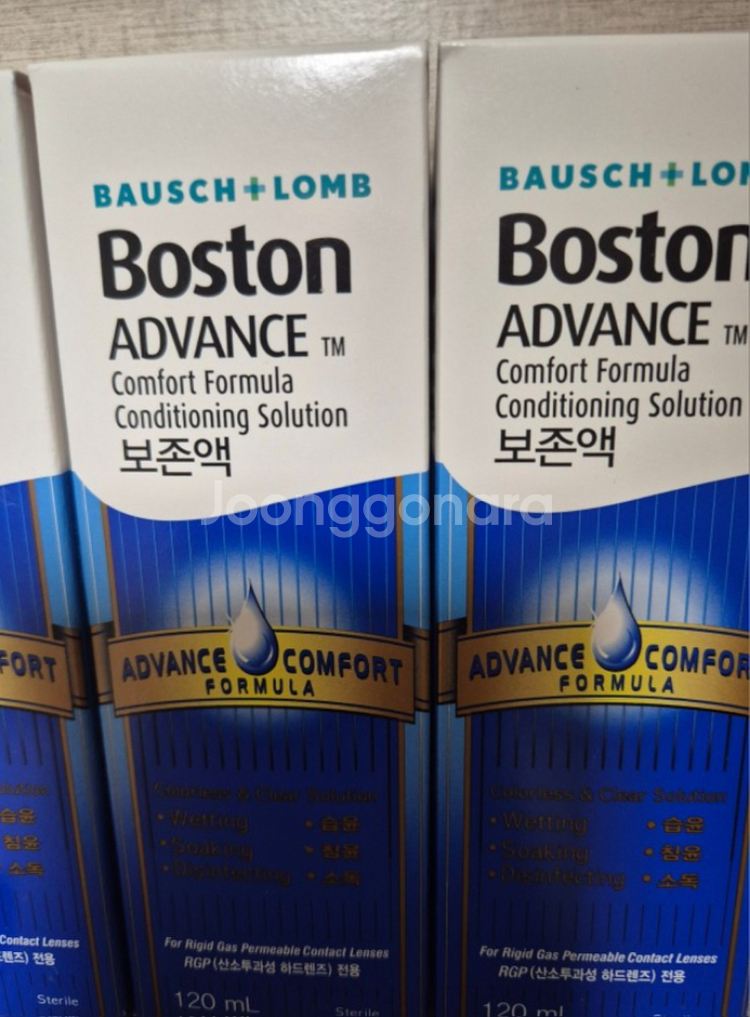 BAUSCH+LOMB
Boston
ADVANCE TM
Comfort Formula
Conditioning Solution
보존액
ADVANCE COMFORT
FORMULA
Colorless & Clear Solution
• Wetting • 습윤
• Soaking • 침윤
• Disinfecting • 소독
For Rigid Gas Permeable Contact Lenses
RGP (산소투과성 하드렌즈) 전용
120 mL
Sterile
BAUSCH+LOM
Boston
ADVANCE TM
Comfort Formula
Conditioning Solution
보존액
ADVANCE COMFOR
FORMULA
Colorless & Clear Solution
• Wetting • 습윤
• Soaking • 침윤
• Disinfecting • 소독
For Rigid Gas Permeable Contact Lenses
RGP (산소투과성 하드렌즈) 전용
120 mL
Sterile
FORT
습윤
침윤
소독
Contact Lenses
렌즈) 전용
Sterile
Joonggonara